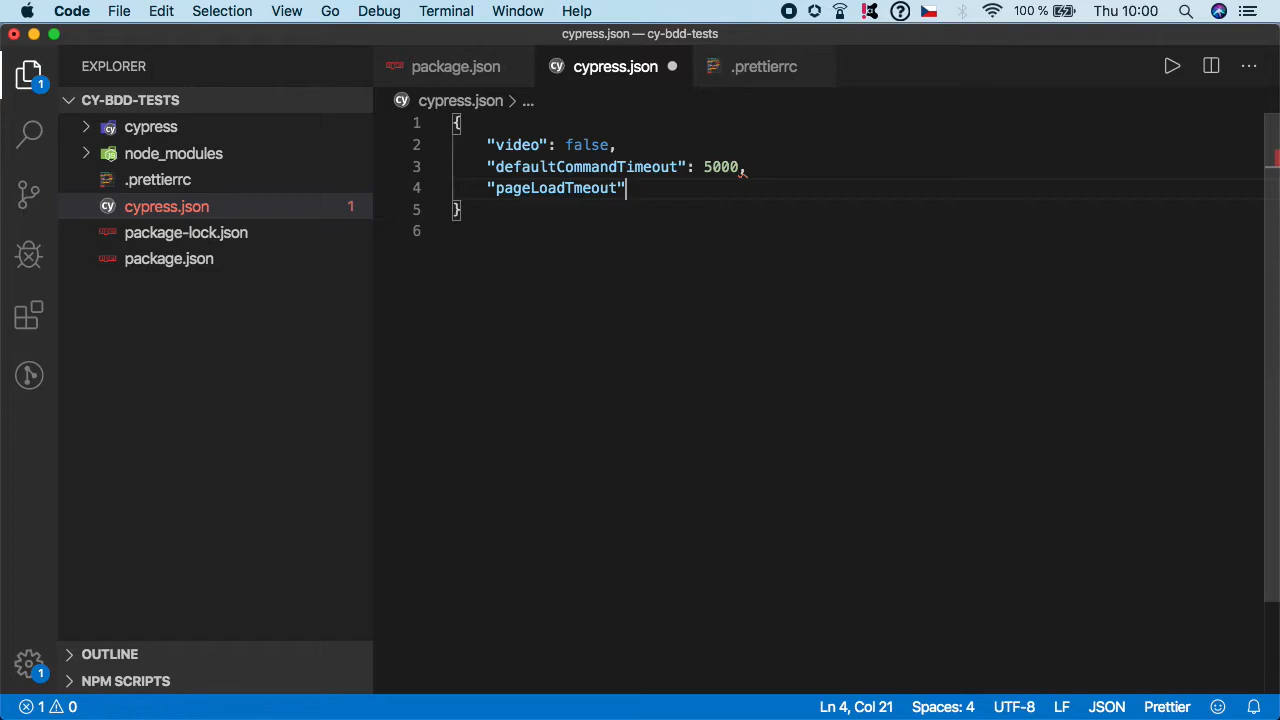 Code File Edit Selection View Go Debug Terminal Window Help 100 % Thu 10:00
cypress.json — cy-bdd-tests
EXPLORER
package.json cypress.json .prettierrc
CY-BDD-TESTS
cypress.json > ...
cypress
node_modules
.prettierrc
cypress.json 1
package-lock.json
package.json
1 {
2 "video": false,
3 "defaultCommandTimeout": 5000,
4 "pageLoadTmeout"
5 }
6
1
OUTLINE
NPM SCRIPTS
1
1 0 Ln 4, Col 21 Spaces: 4 UTF-8 LF JSON Prettier